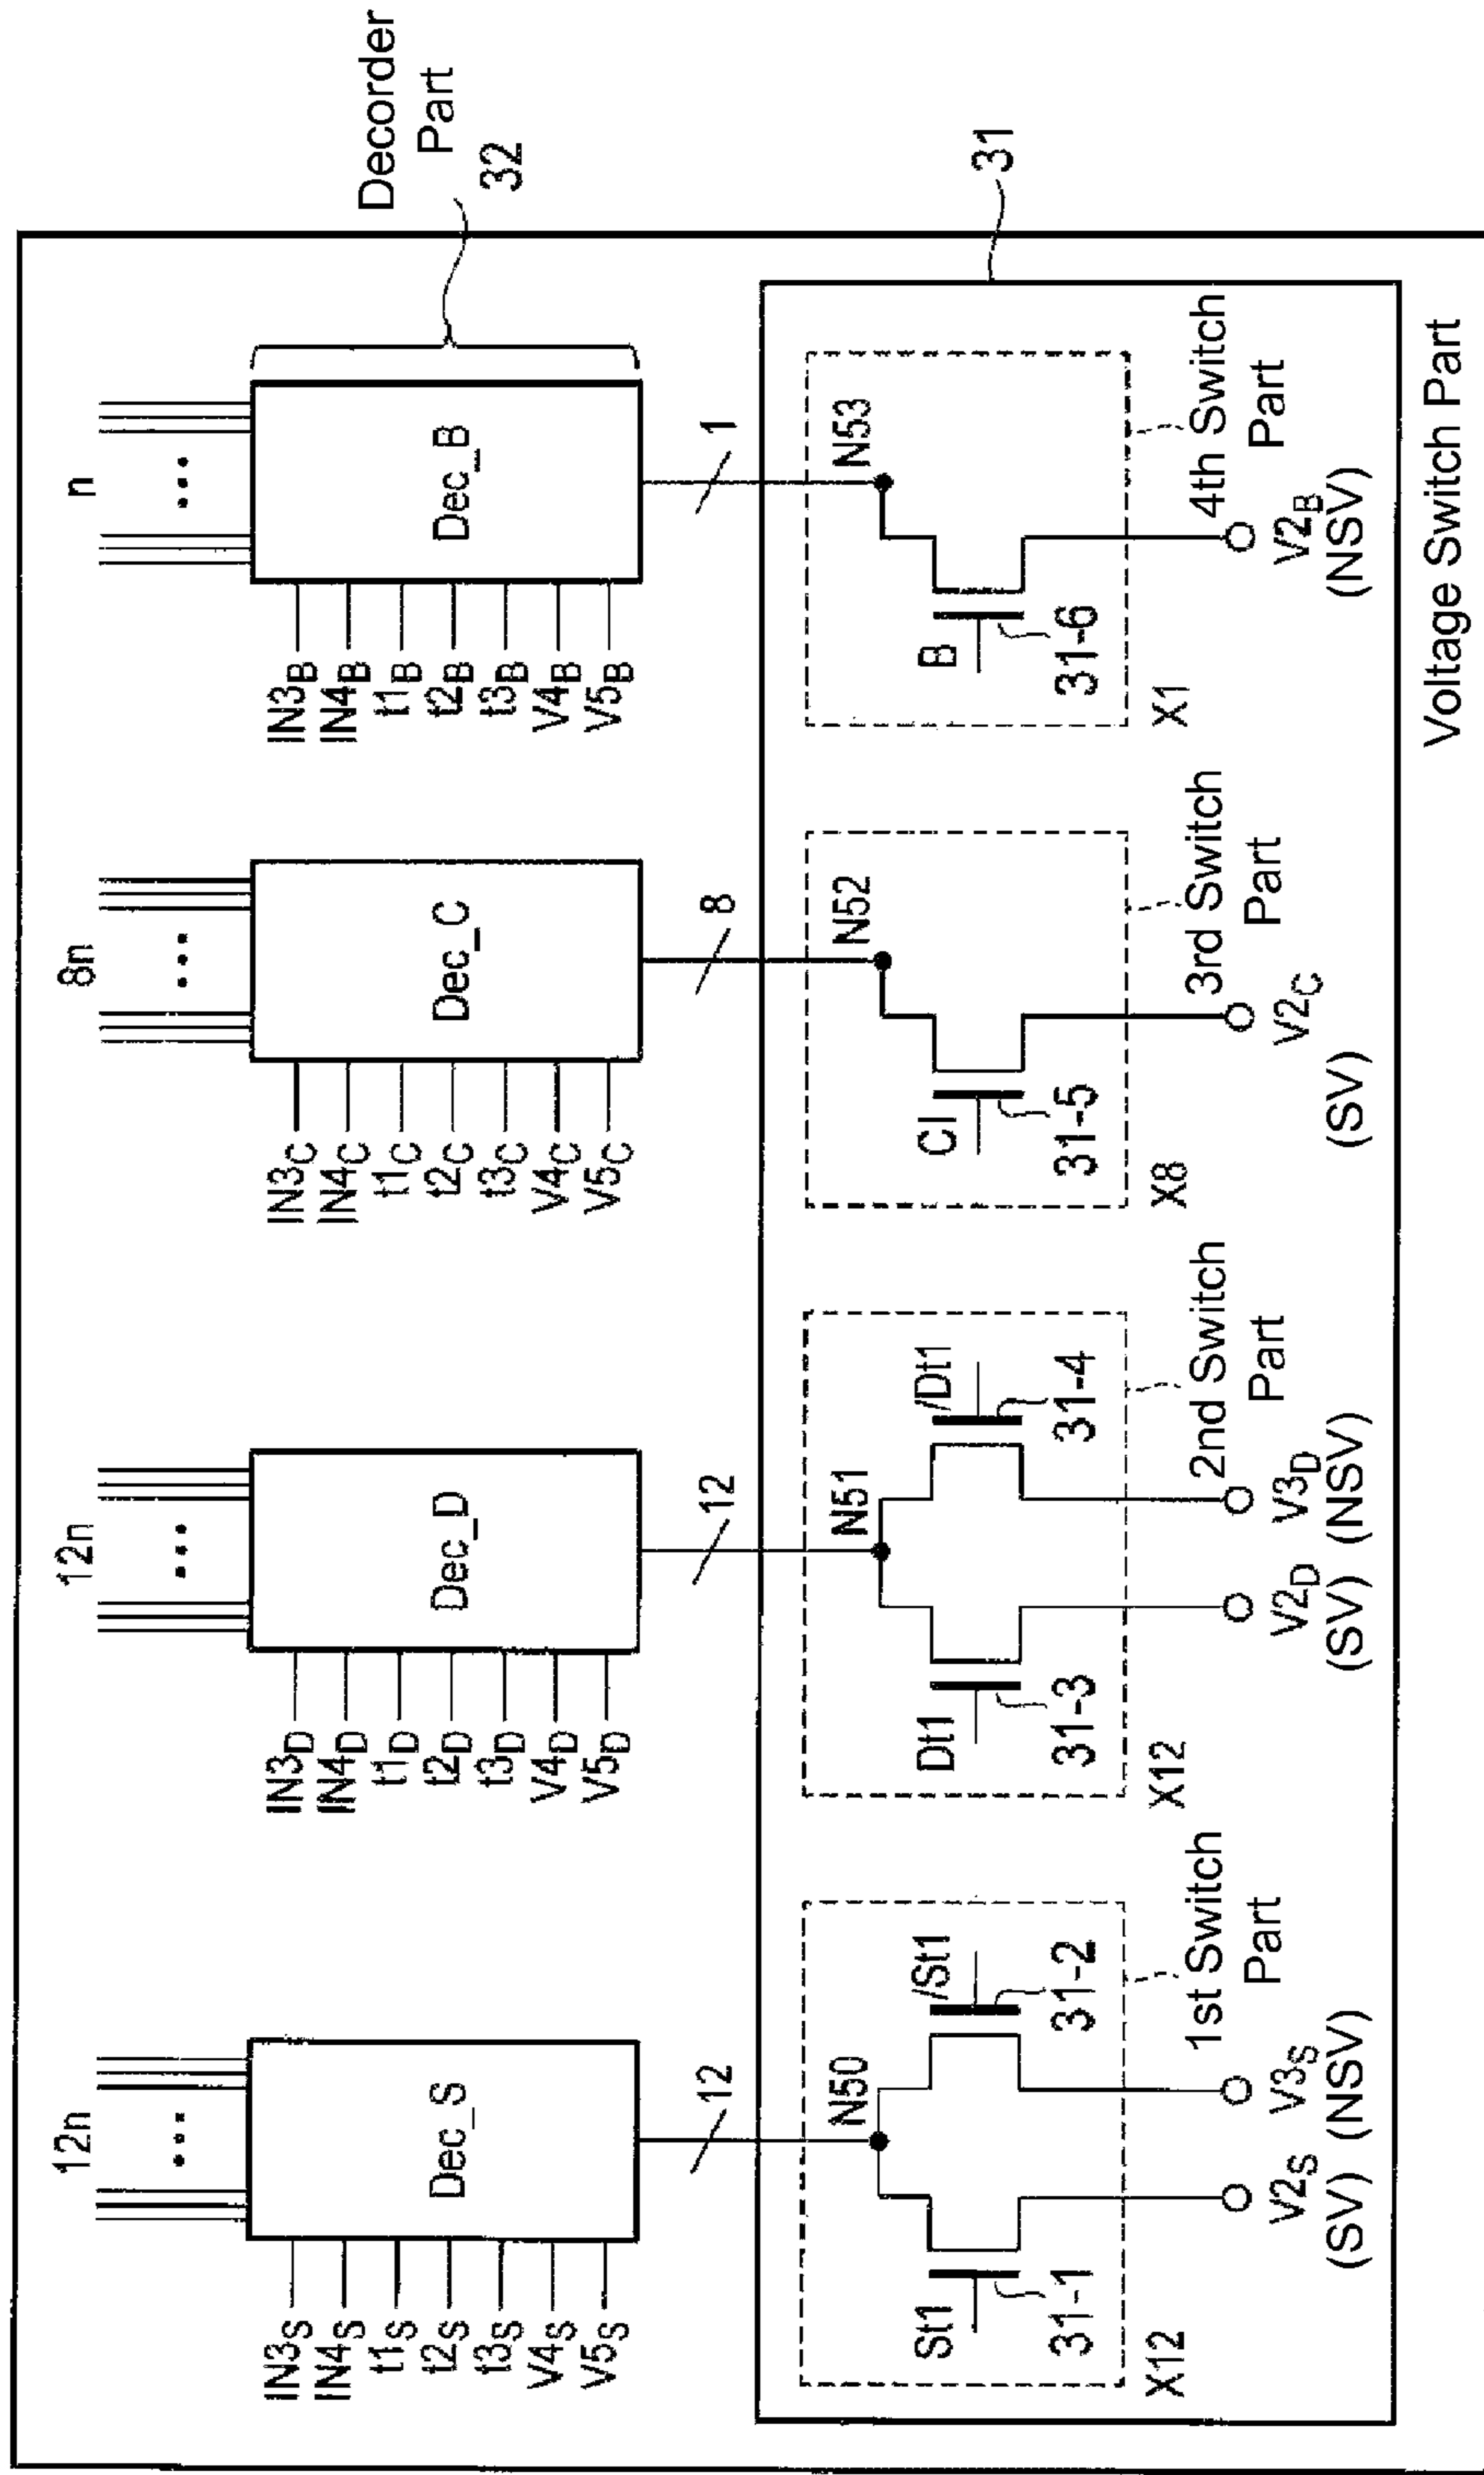 Decorder
Part
32
12n
12n
8n
n
...
...
...
...
IN3S
IN4S
t1S
t2S
t3S
V4S
V5S
Dec_S
IN3D
IN4D
t1D
t2D
t3D
V4D
V5D
Dec_D
IN3C
IN4C
t1C
t2C
t3C
V4C
V5C
Dec_C
IN3B
IN4B
t1B
t2B
t3B
V4B
V5B
Dec_B
12
12
8
1
31
N50
St1
/St1
31-1
31-2
X12
1st Switch
Part
V2S
(SV)
V3S
(NSV)
N51
Dt1
/Dt1
31-3
31-4
X12
2nd Switch
Part
V2D
(SV)
V3D
(NSV)
N52
CI
31-5
X8
3rd Switch
Part
V2C
(SV)
N53
B
31-6
X1
4th Switch
Part
V2B
(NSV)
Voltage Switch Part